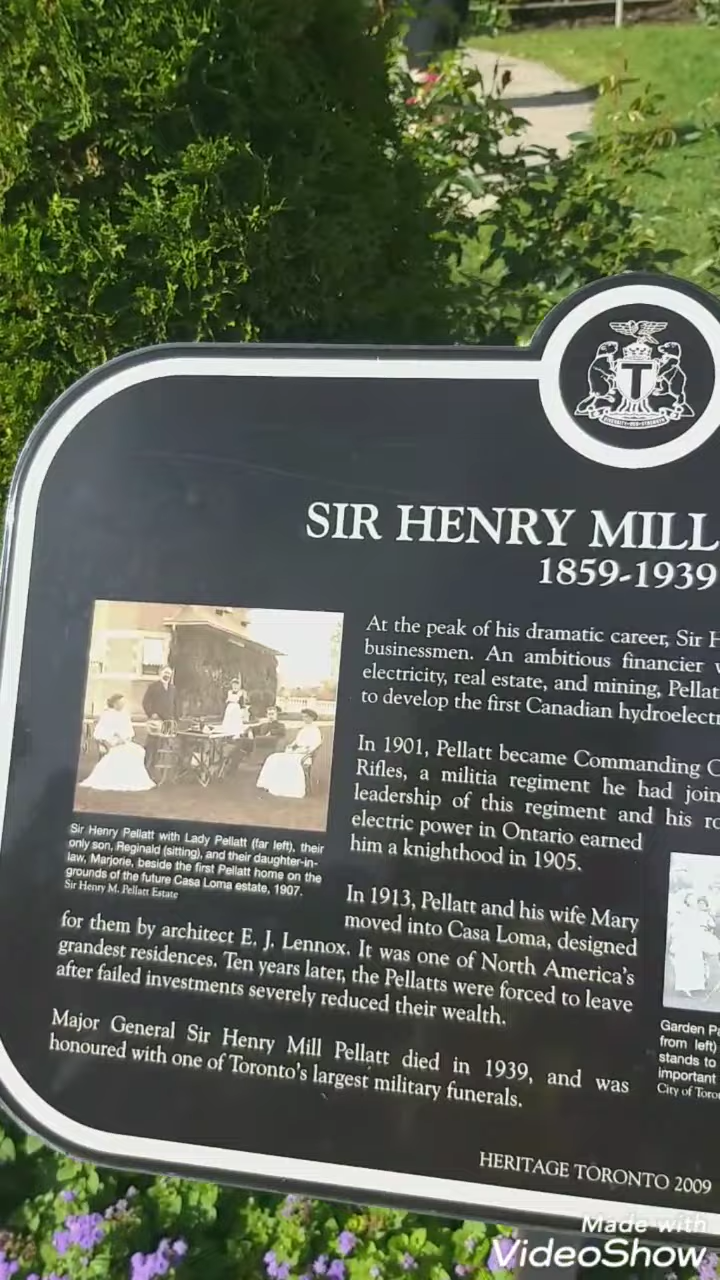 SIR HENRY MILL
1859-1939
At the peak of his dramatic career, Sir
businessmen. An ambitious financier
electricity, real estate, and mining, Pellat
to develop the first Canadian hydroelect
In 1901, Pellatt became Commanding
Rifles, a militia regiment he had join
leadership of this regiment and his
electric power in Ontario earned
him a knighthood in 1905.
Sir Henry Pellatt with Lady Pellatt (far left), their
only son, Reginald (sitting), and their daughter-in-
law, Marjorie, beside the first Pellatt home on the
grounds of the future Casa Loma estate, 1907.
Sir Henry M. Pellatt Estate
In 1913, Pellatt and his wife Mary
moved into Casa Loma, designed
for them by architect E. J. Lennox. It was one of North America's
grandest residences. Ten years later, the Pellatts were forced to leave
after failed investments severely reduced their wealth.
Major General Sir Henry Mill Pellatt died in 1939, and was
honoured with one of Toronto's largest military funerals.
Garden
from left)
stands to
important
City of
HERITAGE TORONTO 2009
T
Made with
VideoShow